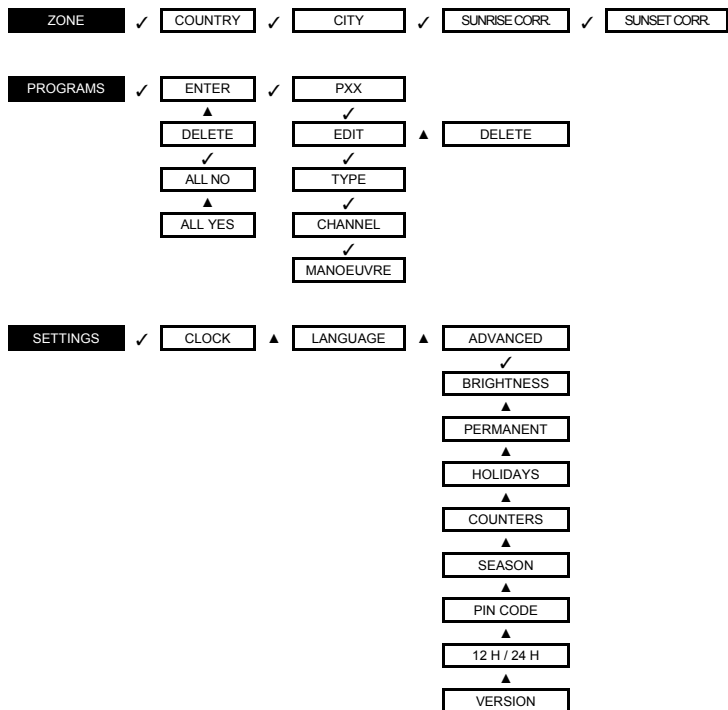 ZONE ✓ COUNTRY ✓ CITY ✓ SUNRISE CORR. ✓ SUNSET CORR.
PROGRAMS ✓ ENTER ✓ PXX
▲ ✓
DELETE EDIT ▲ DELETE
✓ ✓
ALL NO TYPE
▲ ✓
ALL YES CHANNEL
✓
MANOEUVRE
SETTINGS ✓ CLOCK ▲ LANGUAGE ▲ ADVANCED
✓
BRIGHTNESS
▲
PERMANENT
▲
HOLIDAYS
▲
COUNTERS
▲
SEASON
▲
PIN CODE
▲
12 H / 24 H
▲
VERSION